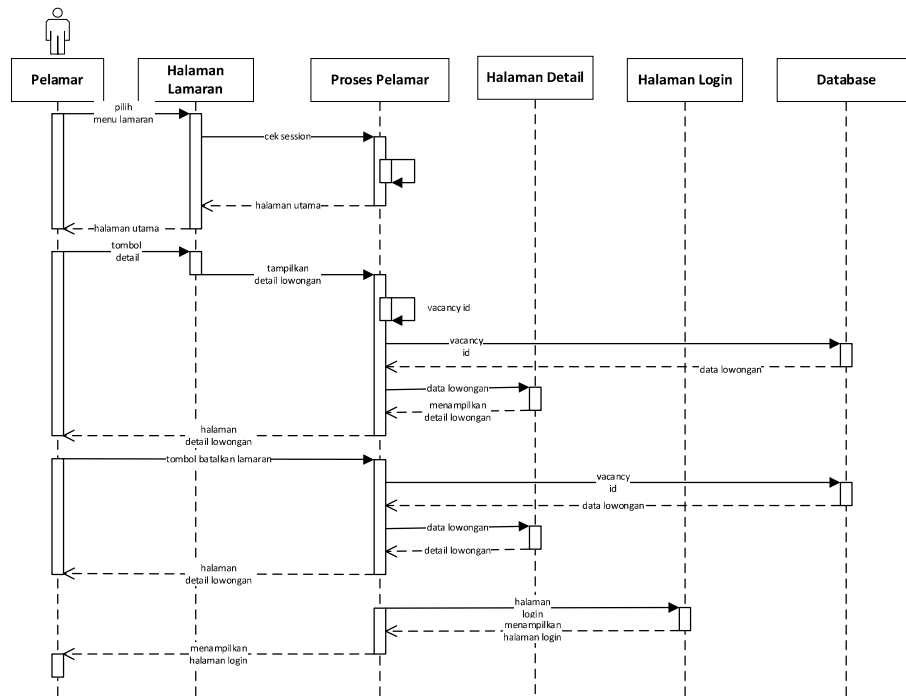 Pelamar
Halaman
Lamaran
Proses Pelamar
Halaman Detail
Halaman Login
Database
pilih
menu lamaran
cek session
halaman utama
halaman utama
tombol
detail
tampilkan
detail lowongan
vacancy id
vacancy
id
data lowongan
data lowongan
menampilkan
detail lowongan
halaman
detail lowongan
tombol batalkan lamaran
vacancy
id
data lowongan
data lowongan
detail lowongan
halaman
detail lowongan
halaman
login
menampilkan
halaman login
menampilkan
halaman login